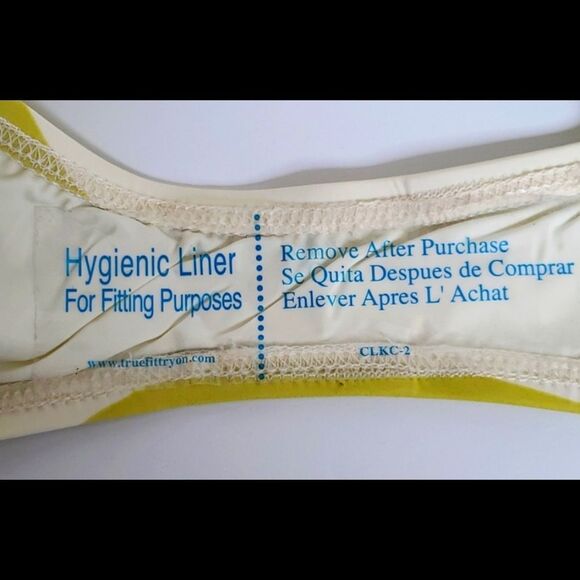 Hygienic Liner
For Fitting Purposes
www.truefittryon.com
Remove After Purchase
Se Quita Despues de Comprar
Enlever Apres L' Achat
CLKC-2